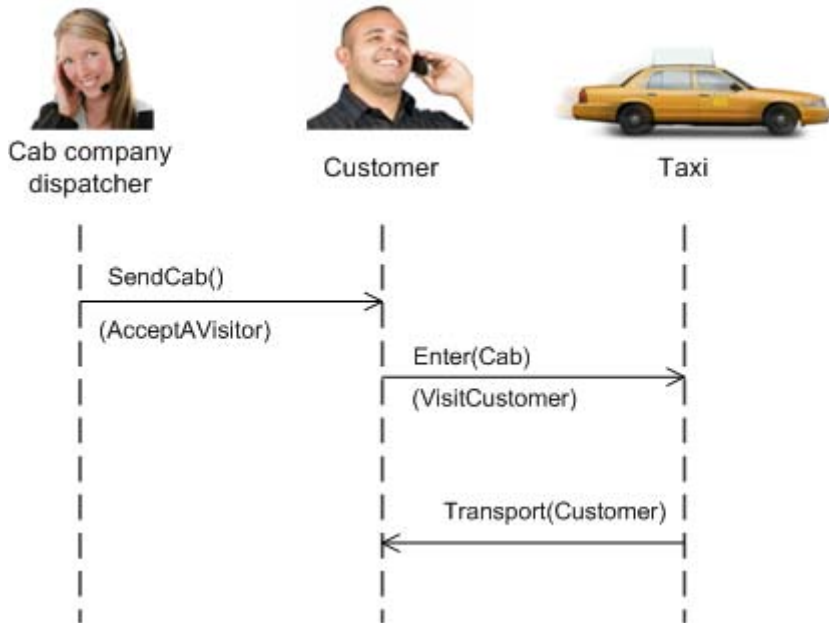 Cab company
dispatcher
Customer
Taxi
SendCab()
(AcceptAVisitor)
Enter(Cab)
(VisitCustomer)
Transport(Customer)